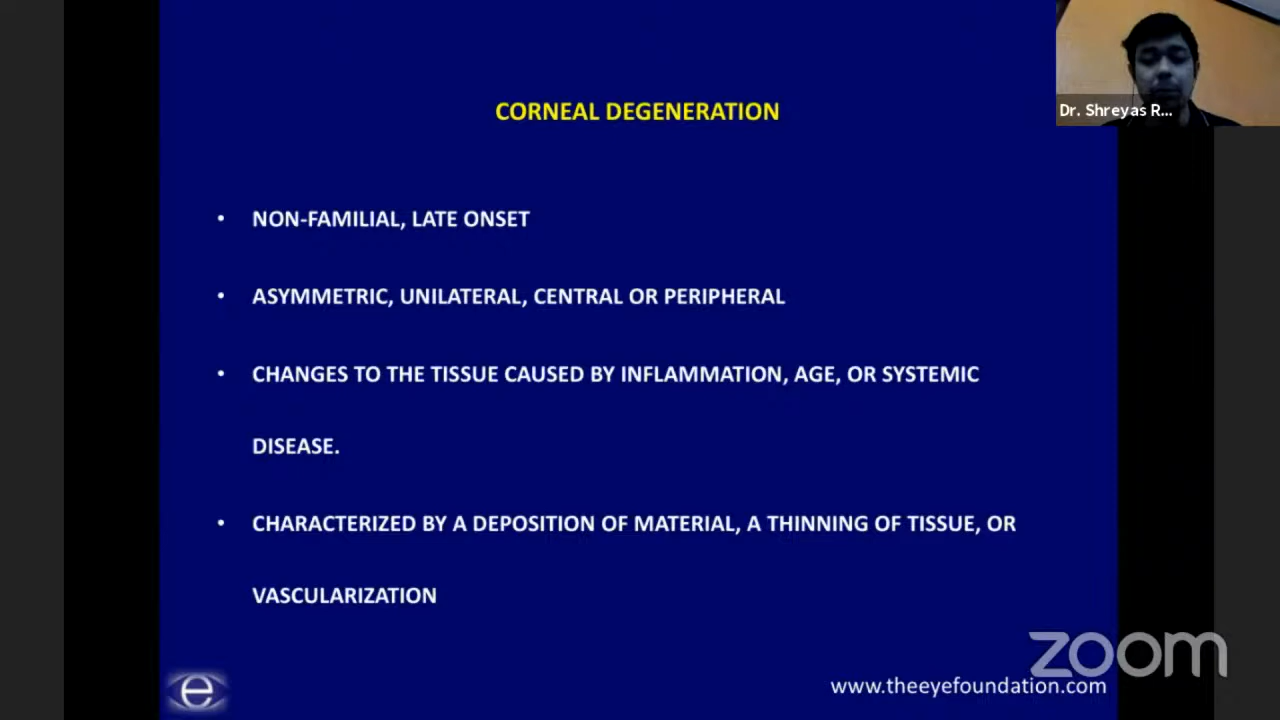 CORNEAL DEGENERATION
Dr. Shreyas R...
• NON-FAMILIAL, LATE ONSET
• ASYMMETRIC, UNILATERAL, CENTRAL OR PERIPHERAL
• CHANGES TO THE TISSUE CAUSED BY INFLAMMATION, AGE, OR SYSTEMIC
DISEASE.
• CHARACTERIZED BY A DEPOSITION OF MATERIAL, A THINNING OF TISSUE, OR
VASCULARIZATION
zoom
e
www.theeyefoundation.com